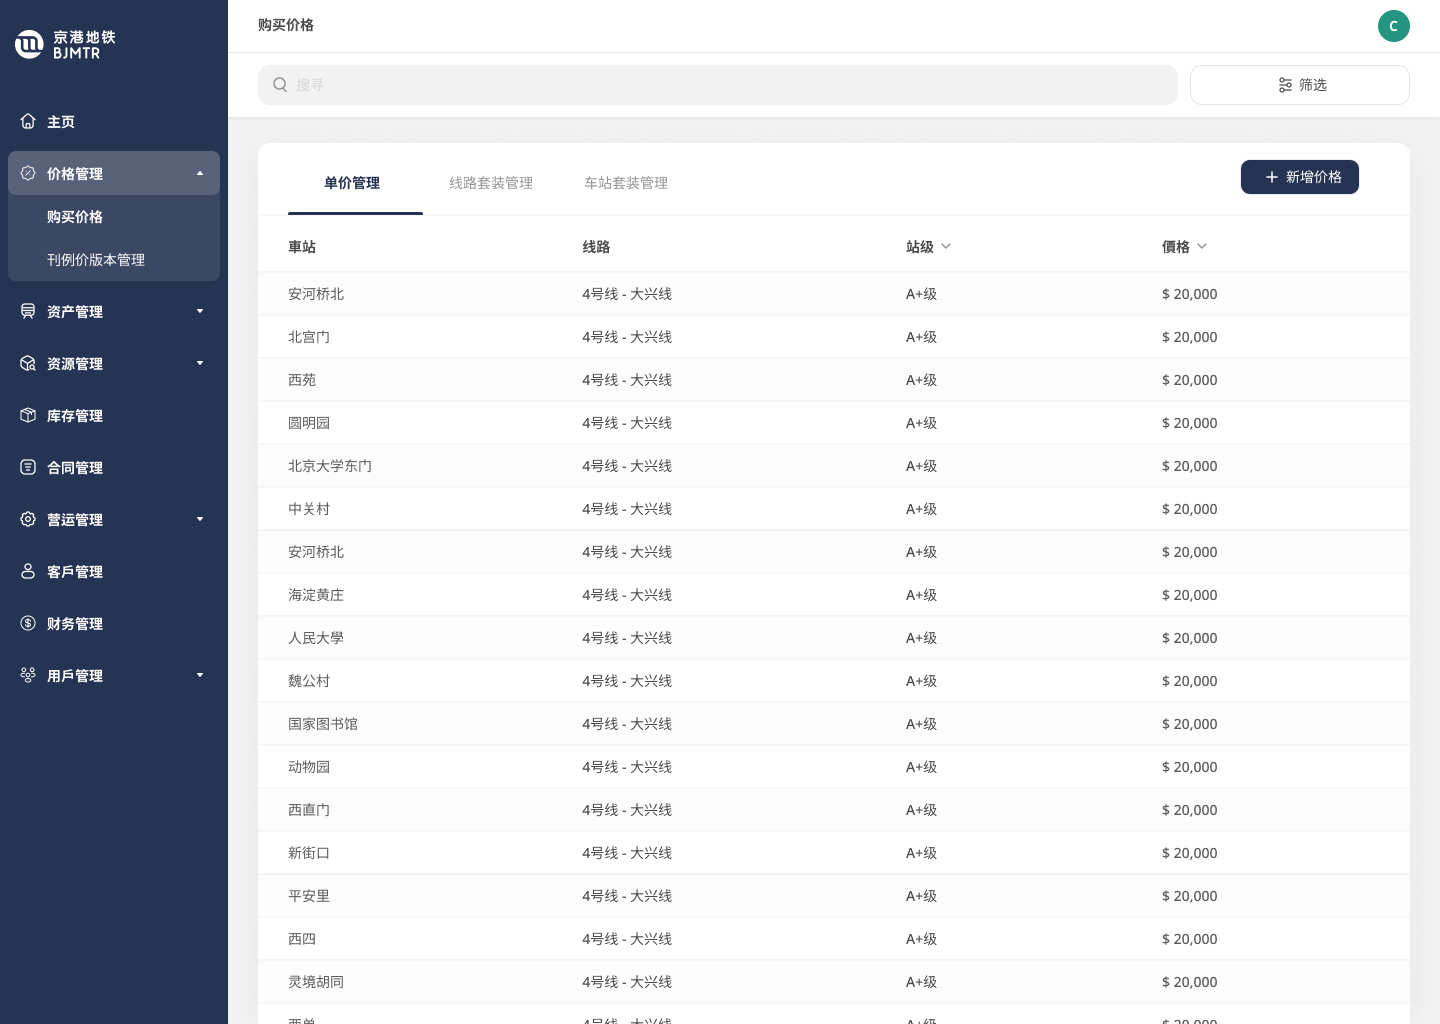 京港地铁
BJMTR
主页
价格管理
购买价格
刊例价版本管理
资产管理
资源管理
库存管理
合同管理
营运管理
客戶管理
财务管理
用戶管理
购买价格
C
搜寻
筛选
单价管理 线路套装管理 车站套装管理
新增价格
車站 线路 站级 價格
安河桥北 4号线 - 大兴线 A+级 $ 20,000
北宫门 4号线 - 大兴线 A+级 $ 20,000
西苑 4号线 - 大兴线 A+级 $ 20,000
圆明园 4号线 - 大兴线 A+级 $ 20,000
北京大学东门 4号线 - 大兴线 A+级 $ 20,000
中关村 4号线 - 大兴线 A+级 $ 20,000
安河桥北 4号线 - 大兴线 A+级 $ 20,000
海淀黄庄 4号线 - 大兴线 A+级 $ 20,000
人民大學 4号线 - 大兴线 A+级 $ 20,000
魏公村 4号线 - 大兴线 A+级 $ 20,000
国家图书馆 4号线 - 大兴线 A+级 $ 20,000
动物园 4号线 - 大兴线 A+级 $ 20,000
西直门 4号线 - 大兴线 A+级 $ 20,000
新街口 4号线 - 大兴线 A+级 $ 20,000
平安里 4号线 - 大兴线 A+级 $ 20,000
西四 4号线 - 大兴线 A+级 $ 20,000
灵境胡同 4号线 - 大兴线 A+级 $ 20,000
西单 4号线 - 大兴线 A+级 $ 20,000